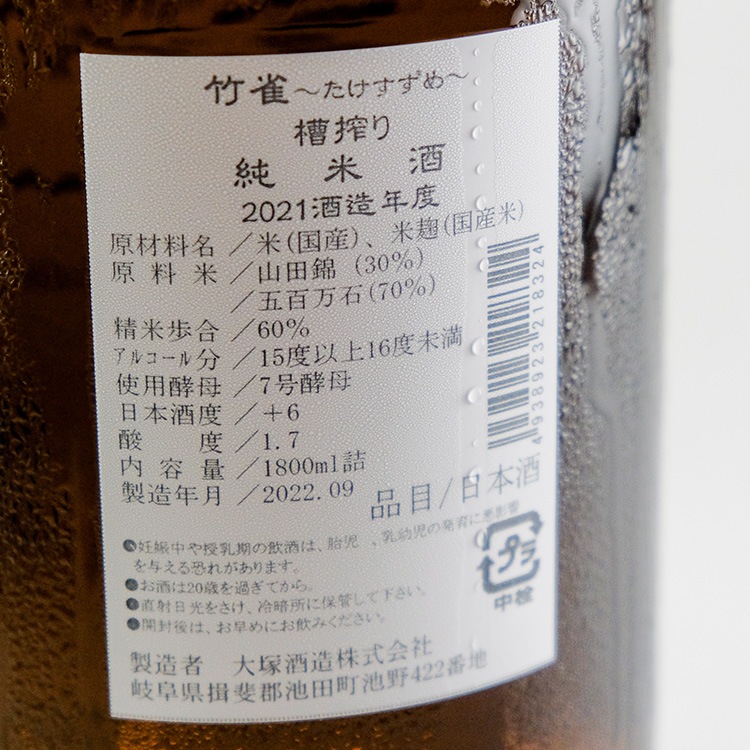 竹雀～たけすずめ～
槽搾り
純米酒
2021酒造年度
原材料名／米(国産)、米麹(国産米)
原料米／山田錦 (30%)
／五百万石(70%)
精米歩合／60%
アルコール分／15度以上16度未満
使用酵母／7号酵母
日本酒度／+6
酸度／1.7
内容量／1800ml詰
製造年月／2022.09
品目/日本酒
4938923218324
●妊娠中や授乳期の飲酒は、胎児、乳幼児の発育に悪影響
を与える恐れがあります。
●お酒は20歳を過ぎてから。
●直射日光をさけ、冷暗所に保管して下さい。
●開封後は、お早めにお飲みください。
プラ
中栓
製造者 大塚酒造株式会社
岐阜県揖斐郡池田町池野422番地